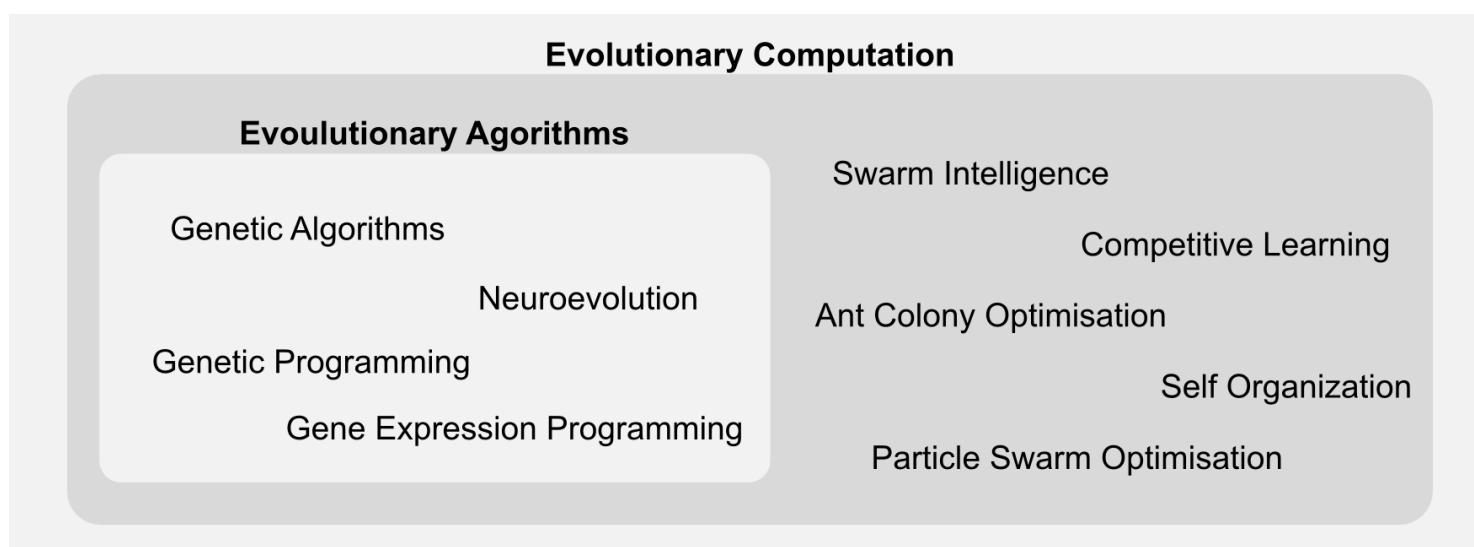 Evolutionary Computation
Evoulutionary Agorithms
Genetic Algorithms
Neuroevolution
Genetic Programming
Gene Expression Programming
Swarm Intelligence
Competitive Learning
Ant Colony Optimisation
Self Organization
Particle Swarm Optimisation